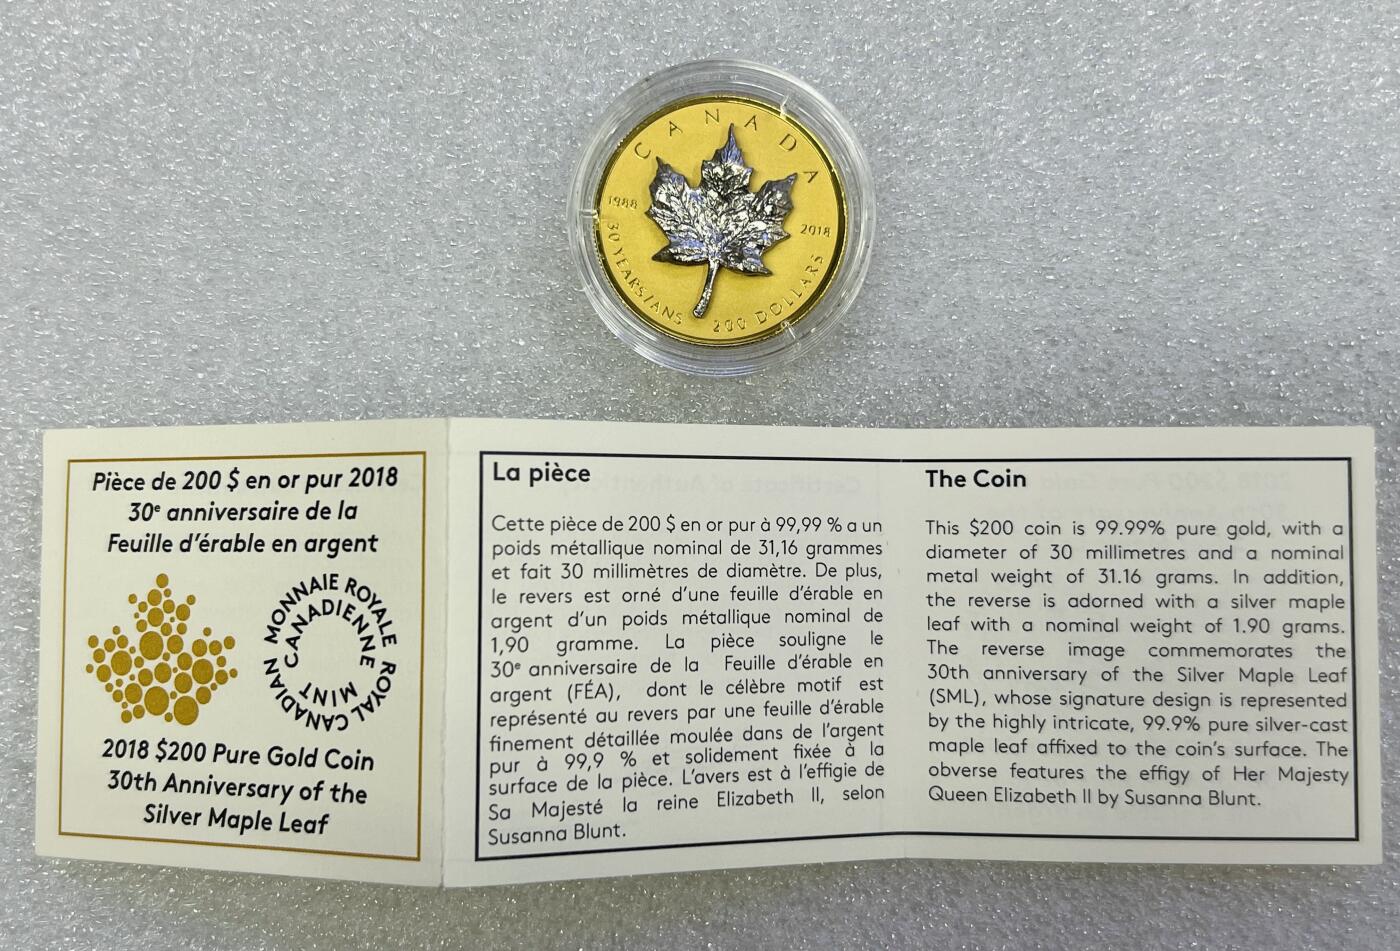 CANADA
1988
2018
30 YEARS/ANS
200 DOLLARS
Pièce de 200 $ en or pur 2018
30e anniversaire de la
Feuille d'érable en argent
MONNAIE ROYALE
CANADIENNE
ROYAL CANADIAN
MINT
2018 $200 Pure Gold Coin
30th Anniversary of the
Silver Maple Leaf
La pièce
Cette pièce de 200 $ en or pur à 99,99 % a un
poids métallique nominal de 31,16 grammes
et fait 30 millimètres de diamètre. De plus,
le revers est orné d'une feuille d'érable en
argent d'un poids métallique nominal de
1,90 gramme. La pièce souligne le
30e anniversaire de la Feuille d'érable en
argent (FÉA), dont le célèbre motif est
représenté au revers par une feuille d'érable
finement détaillée moulée dans de l'argent
pur à 99,9 % et solidement fixée à la
surface de la pièce. L'avers est à l'effigie de
Sa Majesté la reine Elizabeth II, selon
Susanna Blunt.
The Coin
This $200 coin is 99.99% pure gold, with a
diameter of 30 millimetres and a nominal
metal weight of 31.16 grams. In addition,
the reverse is adorned with a silver maple
leaf with a nominal weight of 1.90 grams.
The reverse image commemorates the
30th anniversary of the Silver Maple Leaf
(SML), whose signature design is represented
by the highly intricate, 99.9% pure silver-cast
maple leaf affixed to the coin's surface. The
obverse features the effigy of Her Majesty
Queen Elizabeth II by Susanna Blunt.